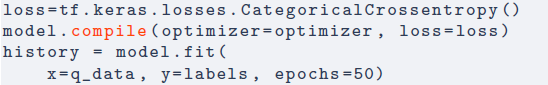 loss=tf.keras.losses.CategoricalCrossentropy()
model.compile(optimizer=optimizer, loss=loss)
history = model.fit(
    x=q_data, y=labels, epochs=50)